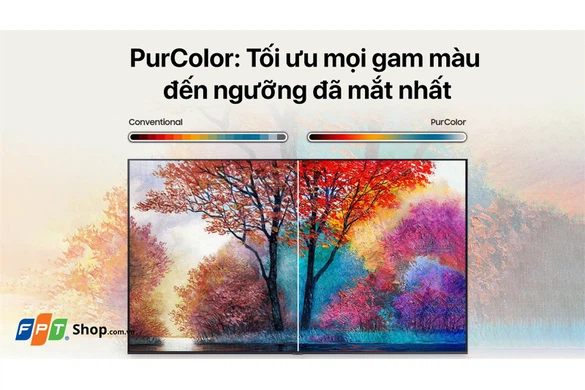 PurColor: Tối ưu mọi gam màu
đến ngưỡng đã mắt nhất
Conventional
PurColor
FPT Shop.com.vn